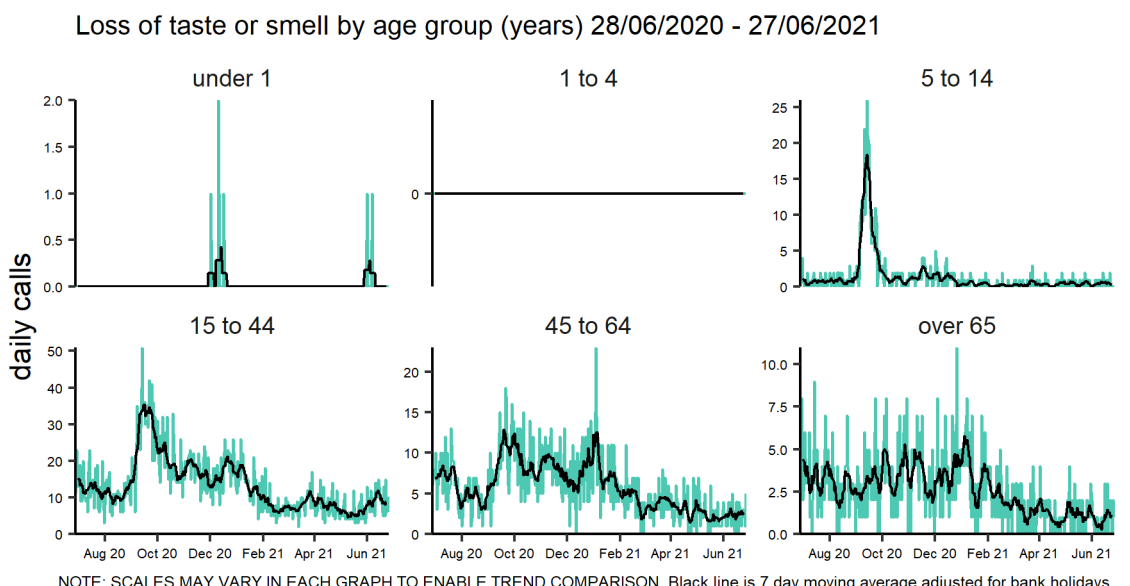 Loss of taste or smell by age group (years) 28/06/2020 - 27/06/2021
daily calls
under 1
2.0
1.5
1.0
0.5
0.0
1 to 4
0
5 to 14
25
20
15
10
5
0
15 to 44
50
40
30
20
10
0
Aug 20 Oct 20 Dec 20 Feb 21 Apr 21 Jun 21
45 to 64
20
15
10
5
0
Aug 20 Oct 20 Dec 20 Feb 21 Apr 21 Jun 21
over 65
10.0
7.5
5.0
2.5
0.0
Aug 20 Oct 20 Dec 20 Feb 21 Apr 21 Jun 21
NOTE: SCALES MAY VARY IN EACH GRAPH TO ENABLE TREND COMPARISON. Black line is 7 day moving average adjusted for bank holidays.